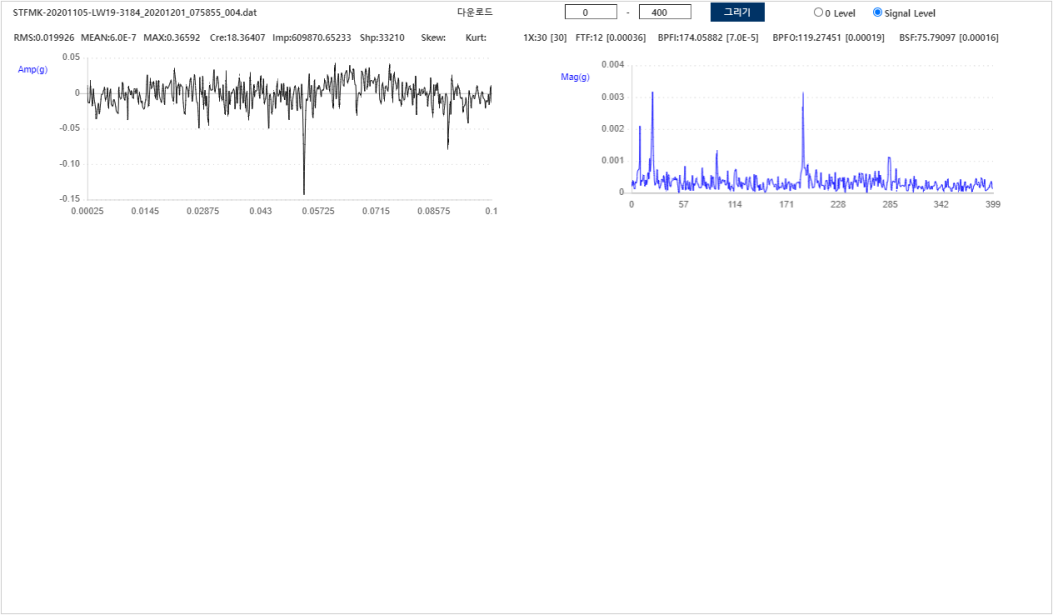 STFMK-20201105-LW19-3184_20201201_075855_004.dat 다운로드 0 - 400 그리기 0 Level Signal Level
RMS:0.019926 MEAN:6.0E-7 MAX:0.36592 Cre:18.36407 Imp:609870.65233 Shp:33210 Skew: Kurt: 1X:30 [30] FTF:12 [0.00036] BPFI:174.05882 [7.0E-5] BPFO:119.27451 [0.00019] BSF:75.79097 [0.00016]
Amp(g)
0.05
0
-0.05
-0.10
-0.15
0.00025 0.0145 0.02875 0.043 0.05725 0.0715 0.08575 0.1
Mag(g)
0.004
0.003
0.002
0.001
0
0 57 114 171 228 285 342 399